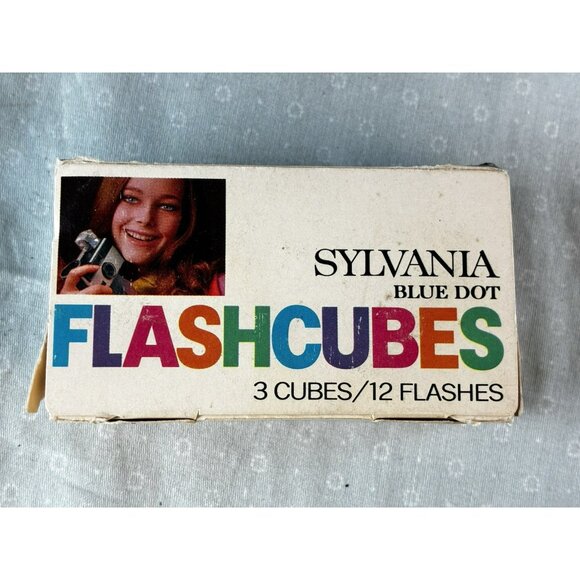 SYLVANIA
BLUE DOT
FLASHCUBES
3 CUBES/12 FLASHES